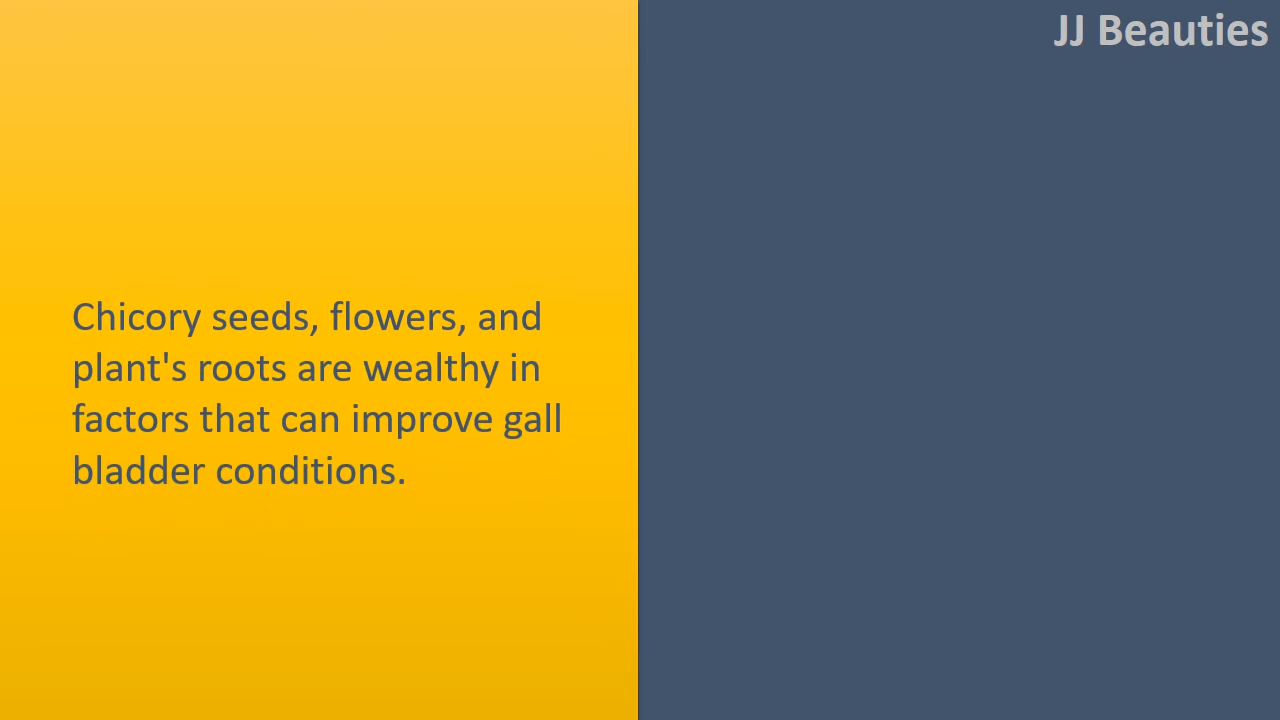 JJ Beauties
Chicory seeds, flowers, and
plant's roots are wealthy in
factors that can improve gall
bladder conditions.